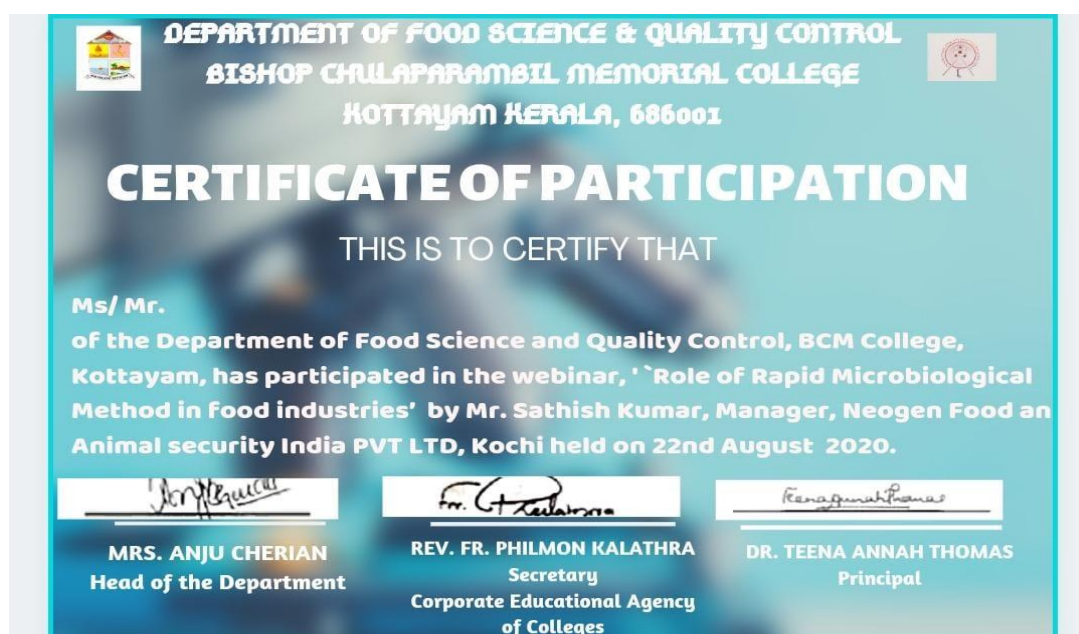 DEPARTMENT OF FOOD SCIENCE & QUALITY CONTROL
BISHOP CHULAPARAMBIL MEMORIAL COLLEGE
KOTTAYAM KERALA, 686001
CERTIFICATE OF PARTICIPATION
THIS IS TO CERTIFY THAT
Ms/ Mr.
of the Department of Food Science and Quality Control, BCM College,
Kottayam, has participated in the webinar, '`Role of Rapid Microbiological
Method in food industries' by Mr. Sathish Kumar, Manager, Neogen Food an
Animal security India PVT LTD, Kochi held on 22nd August 2020.
MRS. ANJU CHERIAN
Head of the Department
REV. FR. PHILMON KALATHRA
Secretary
Corporate Educational Agency
of Colleges
DR. TEENA ANNAH THOMAS
Principal